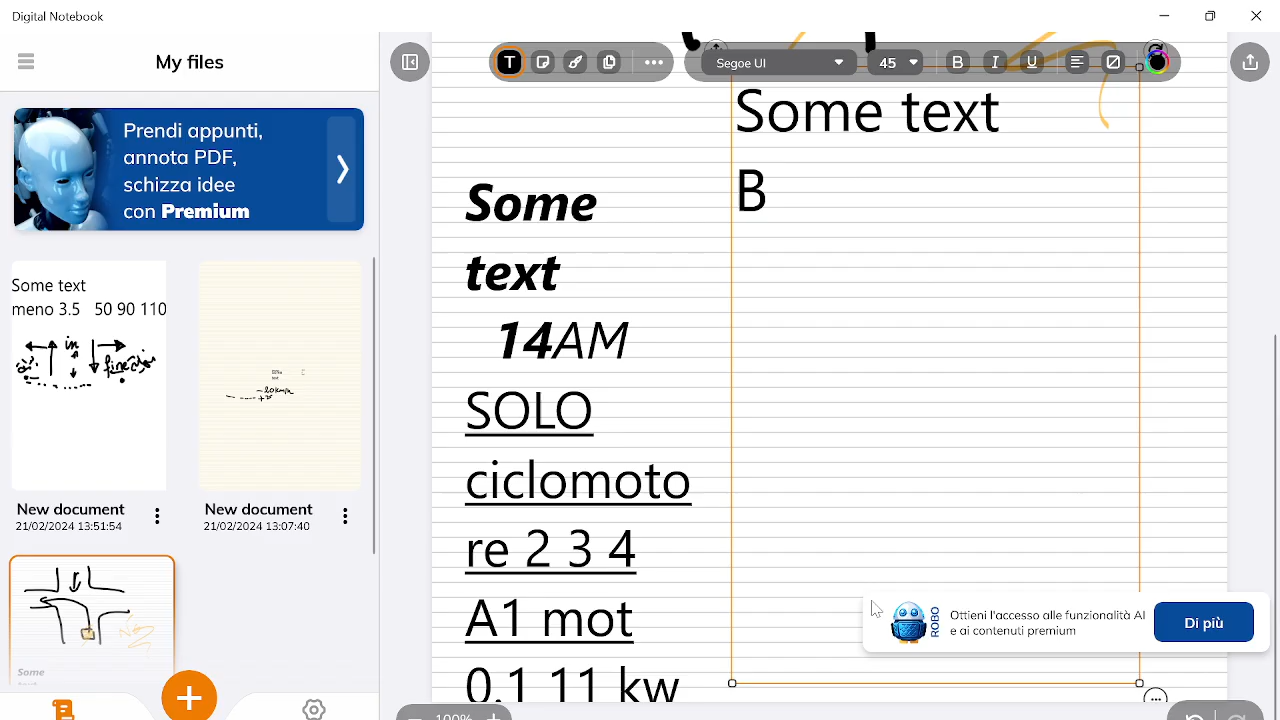 Digital Notebook
My files
Prendi appunti,
annota PDF,
schizza idee
con Premium
Some text
meno 3.5 50 90 110
in
New document
21/02/2024 13:51:54
New document
21/02/2024 13:07:40
Some
T
Segoe UI
45
B
I
U
Some text
B
Some
text
14AM
SOLO
ciclomoto
re 2 3 4
A1 mot
0.1 11 kw
ROBO
Ottieni l'accesso alle funzionalità AI
e ai contenuti premium
Di più
100%